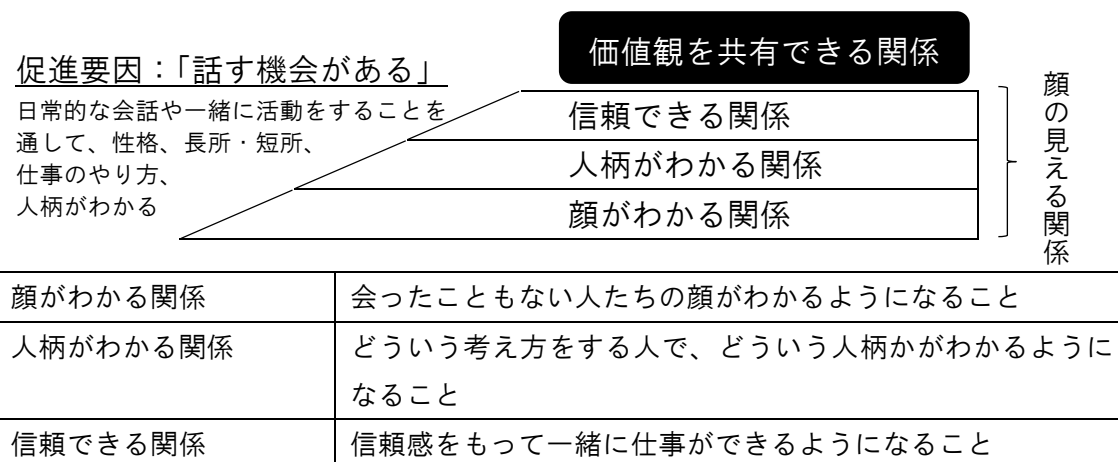 価値観を共有できる関係
促進要因：「話す機会がある」
日常的な会話や一緒に活動をすることを
通して、性格、長所・短所、
仕事のやり方、
人柄がわかる
信頼できる関係
人柄がわかる関係
顔がわかる関係
顔の見える関係
顔がわかる関係 会ったこともない人たちの顔がわかるようになること
人柄がわかる関係 どういう考え方をする人で、どういう人柄かがわかるように
なること
信頼できる関係 信頼感をもって一緒に仕事ができるようになること